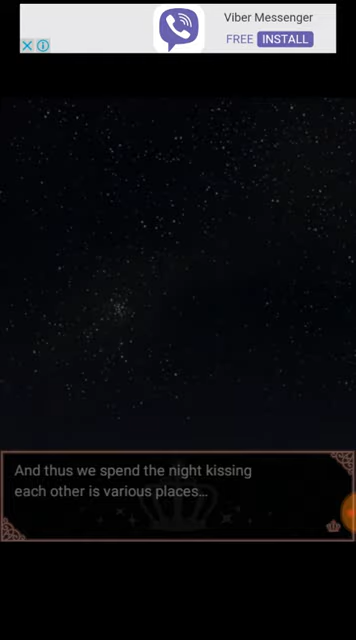 Viber Messenger
FREE INSTALL
And thus we spend the night kissing
each other is various places...